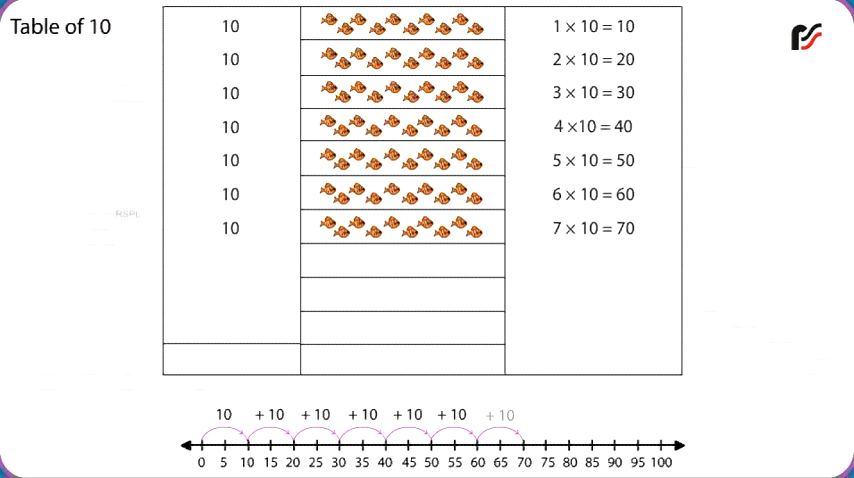 Table of 10
10 1 × 10 = 10
10 2 × 10 = 20
10 3 × 10 = 30
10 4 ×10 = 40
10 5 × 10 = 50
10 6 × 10 = 60
10 7 × 10 = 70
RSPL
10 + 10 + 10 + 10 + 10 + 10 + 10
0 5 10 15 20 25 30 35 40 45 50 55 60 65 70 75 80 85 90 95 100